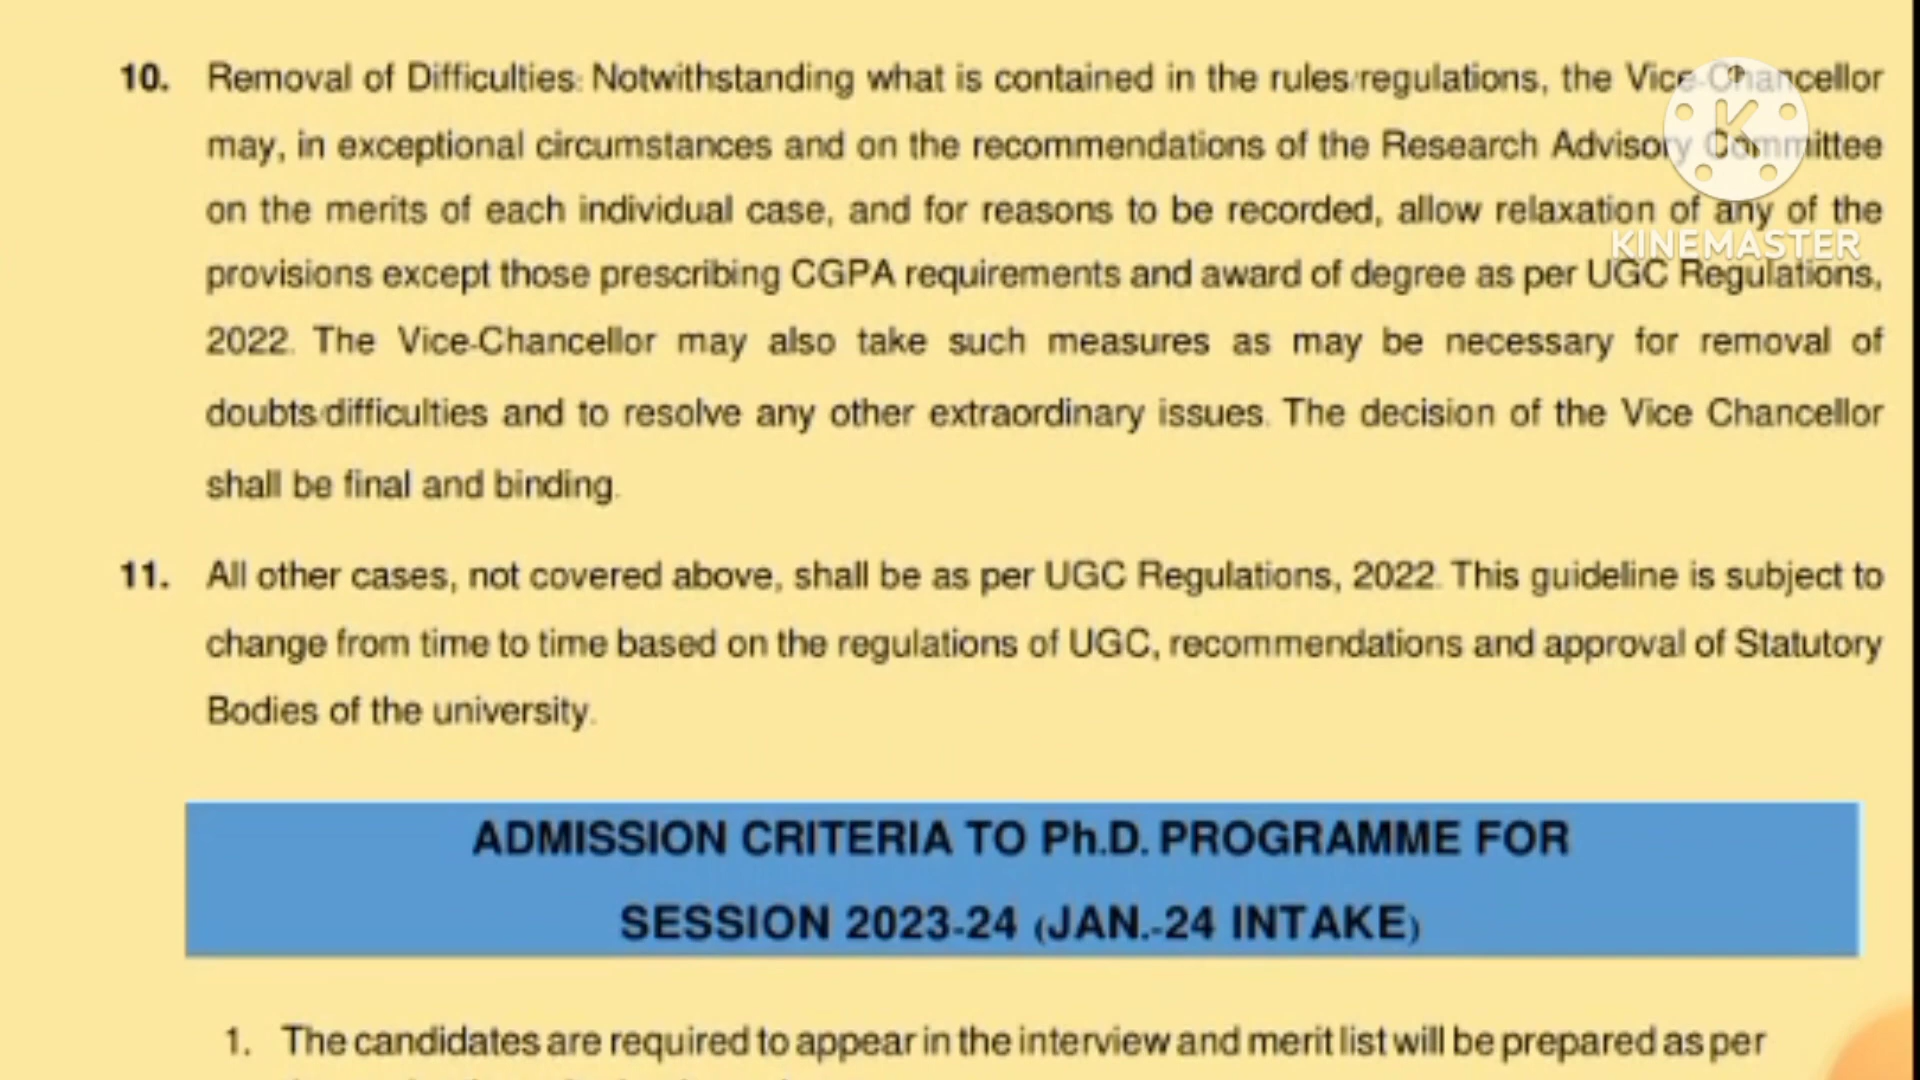 10. Removal of Difficulties: Notwithstanding what is contained in the rules/regulations, the Vice-Chancellor
may, in exceptional circumstances and on the recommendations of the Research Advisory Committee
on the merits of each individual case, and for reasons to be recorded, allow relaxation of any of the
provisions except those prescribing CGPA requirements and award of degree as per UGC Regulations,
2022. The Vice-Chancellor may also take such measures as may be necessary for removal of
doubts/difficulties and to resolve any other extraordinary issues. The decision of the Vice Chancellor
shall be final and binding.
11. All other cases, not covered above, shall be as per UGC Regulations, 2022. This guideline is subject to
change from time to time based on the regulations of UGC, recommendations and approval of Statutory
Bodies of the university.
ADMISSION CRITERIA TO Ph.D. PROGRAMME FOR
SESSION 2023-24 (JAN.-24 INTAKE)
1. The candidates are required to appear in the interview and merit list will be prepared as per
K
KINEMASTER